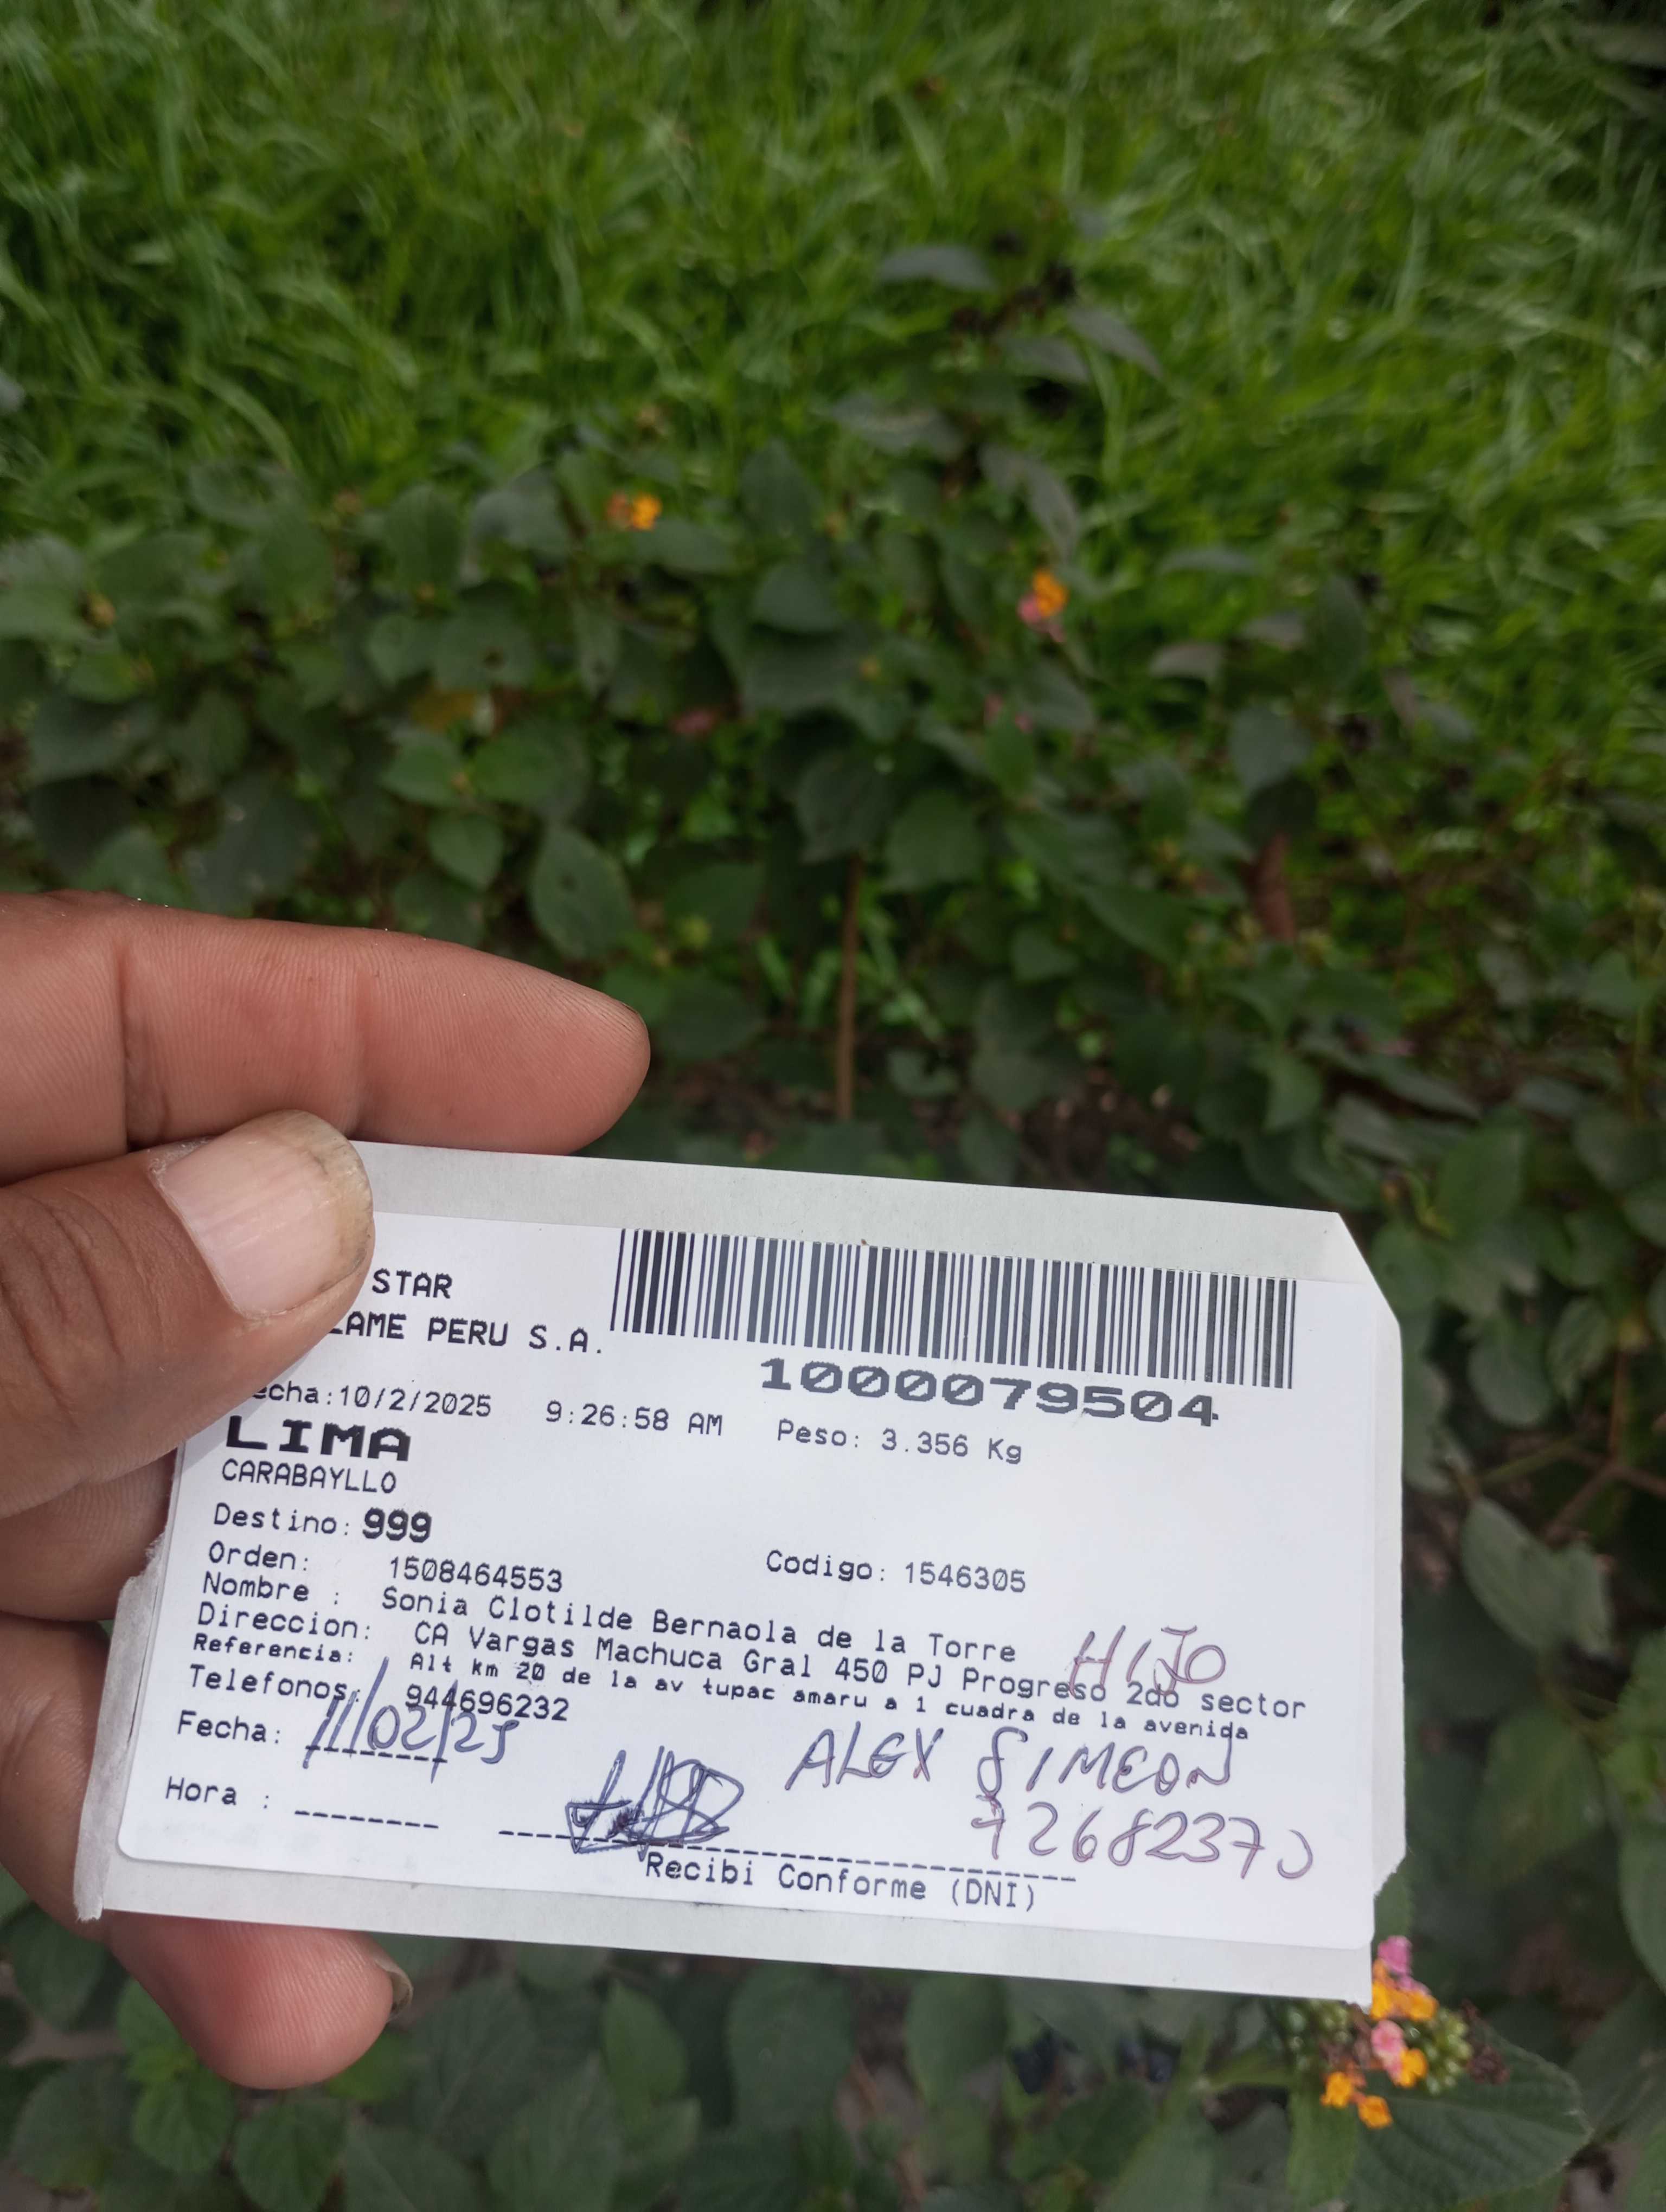 STAR
PERU S.A.
1000079504
echa:10/2/2025 9:26:58 AM Peso: 3.356 Kg
LIMA
CARABAYLLO
Destino: 999
Orden: 1508464553 Codigo: 1546305
Nombre : Sonia Clotilde Bernaola de la Torre
HIJO
Direccion: CA Vargas Machuca Gral 450 PJ Progreso 2do sector
Referencia: Alt km 20 de la av tupac amaru a 1 cuadra de la avenida
Telefonos: 944696232
Fecha: 11/02/25
ALEX SIMEON
Hora :
72682370
Recibi Conforme (DNI)